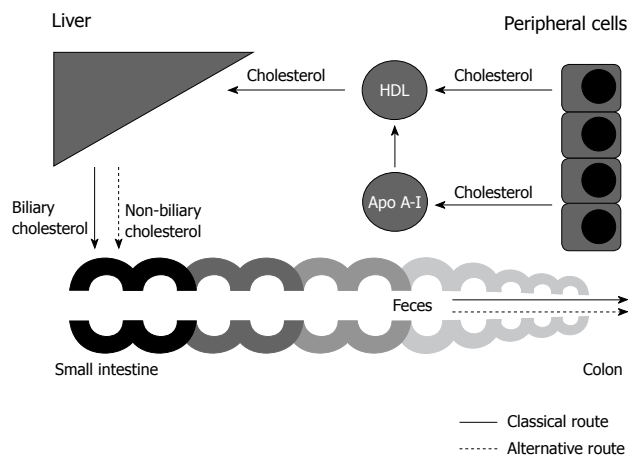 Liver
Peripheral cells
Cholesterol
HDL
Cholesterol
Apo A-I
Cholesterol
Biliary
cholesterol
Non-biliary
cholesterol
Feces
Small intestine
Colon
Classical route
Alternative route